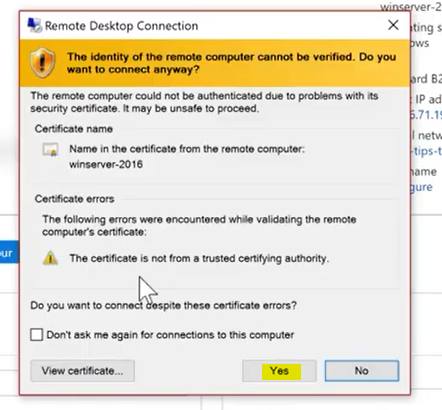 winserver-2
Remote Desktop Connection
ating s
ows
The identity of the remote computer cannot be verified. Do you
want to connect anyway?
ard B2
The remote computer could not be authenticated due to problems with its
security certificate. It may be unsafe to proceed.
IP ad
6.71.19
Certificate name
l netw
Name in the certificate from the remote computer:
winserver-2016
-tips-t
name
gure
Certificate errors
The following errors were encountered while validating the remote
computer's certificate:
our
The certificate is not from a trusted certifying authority.
Do you want to connect despite these certificate errors?
Don't ask me again for connections to this computer
View certificate...
Yes
No